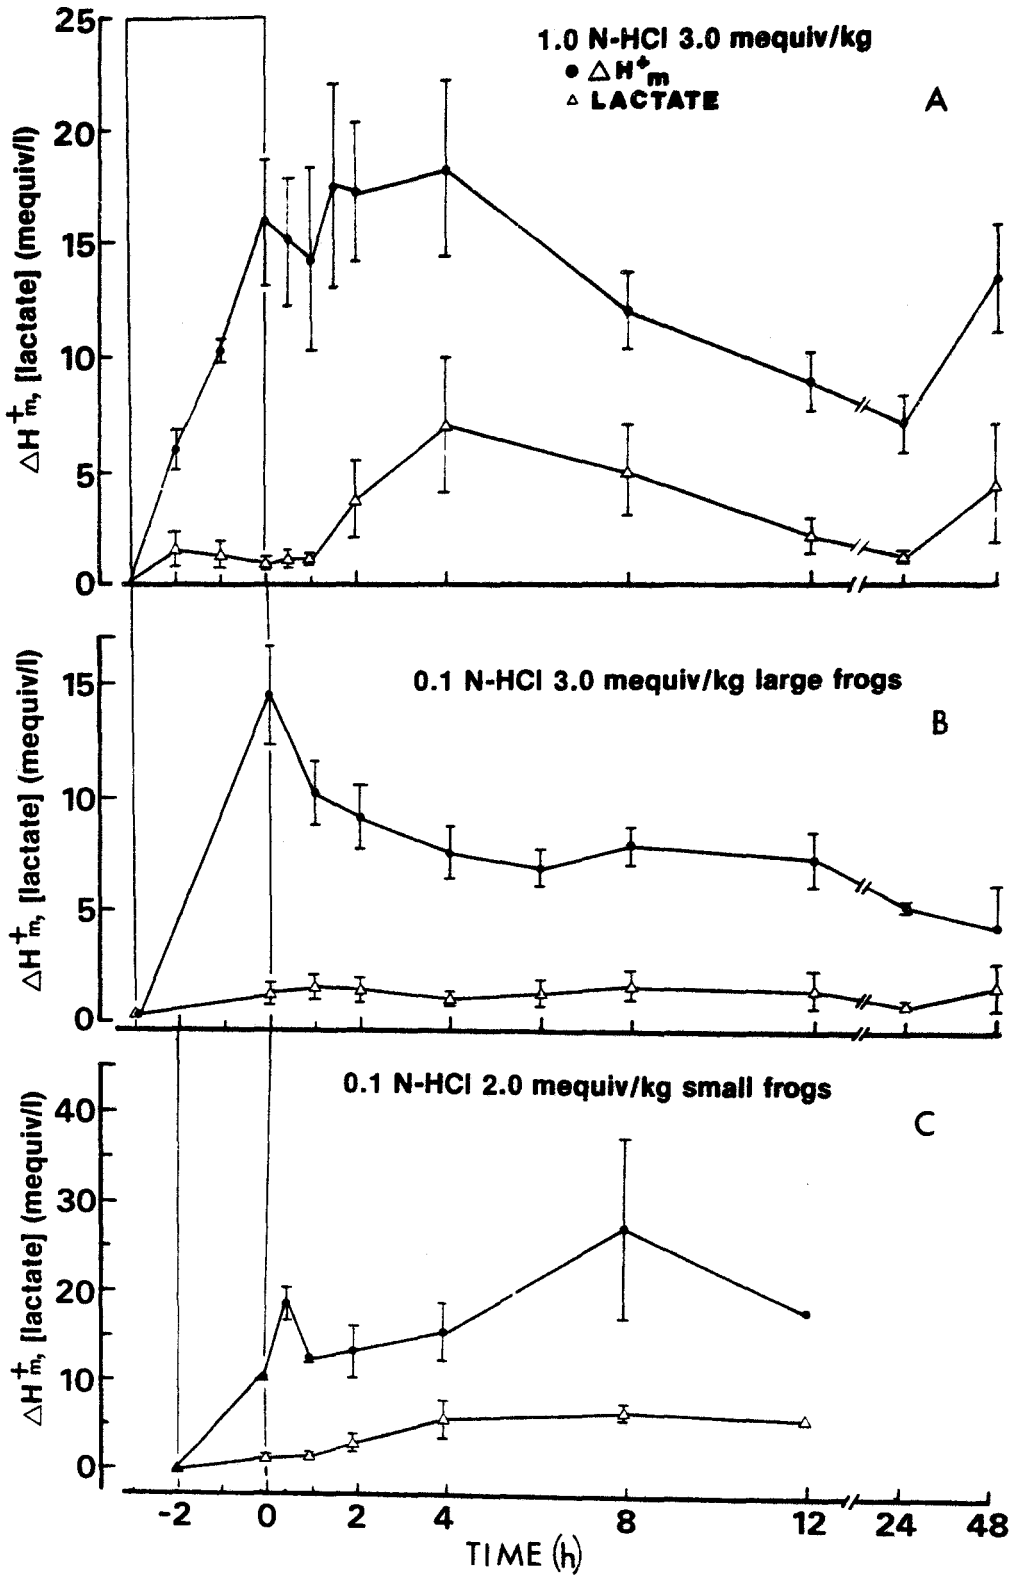 1.0 N-HCl 3.0 mequiv/kg
● △H⁺m
△ LACTATE
A
ΔH⁺m, [lactate] (mequiv/l)
25
20
15
10
5
0
0.1 N-HCl 3.0 mequiv/kg large frogs
B
ΔH⁺m, [lactate] (mequiv/l)
15
10
5
0
0.1 N-HCl 2.0 mequiv/kg small frogs
C
ΔH⁺m, [lactate] (mequiv/l)
40
30
20
10
0
-2 0 2 4 8 12 24 48
TIME (h)